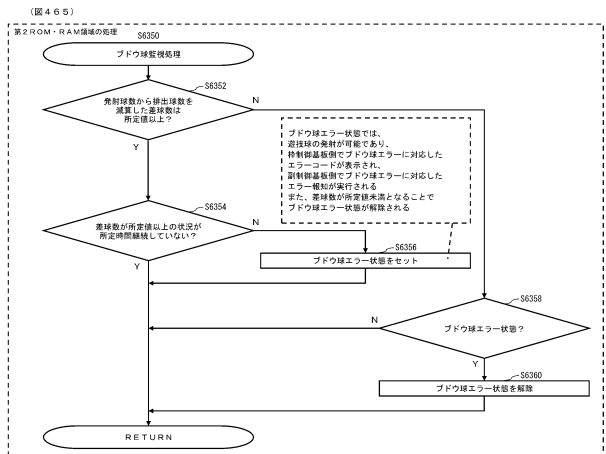 （図４６５）
第２ROM・RAM領域の処理
S6350
ブドウ球監視処理
S6352
発射球数から排出球数を
減算した差球数は
所定値以上？
N
Y
ブドウ球エラー状態では、
遊技球の発射が可能であり、
枠制御基板側でブドウ球エラーに対応した
エラーコードが表示され、
副制御基板側でブドウ球エラーに対応した
エラー報知が実行される
また、差球数が所定値未満となることで
ブドウ球エラー状態が解除される
S6354
差球数が所定値以上の状況が
所定時間継続していない？
N
Y
S6356
ブドウ球エラー状態をセット
S6358
ブドウ球エラー状態？
N
Y
S6360
ブドウ球エラー状態を解除
ＲＥＴＵＲＮ